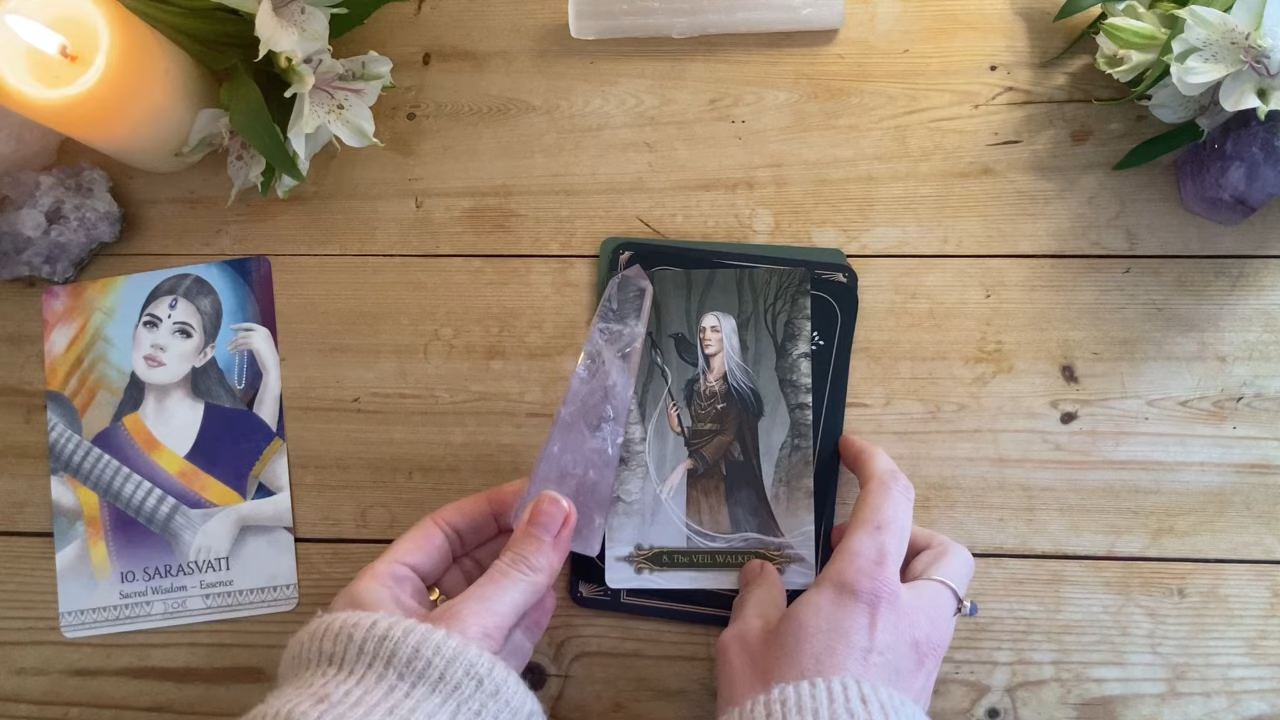 10. SARASVATI
Sacred Wisdom – Essence
8. The VEIL WALKER